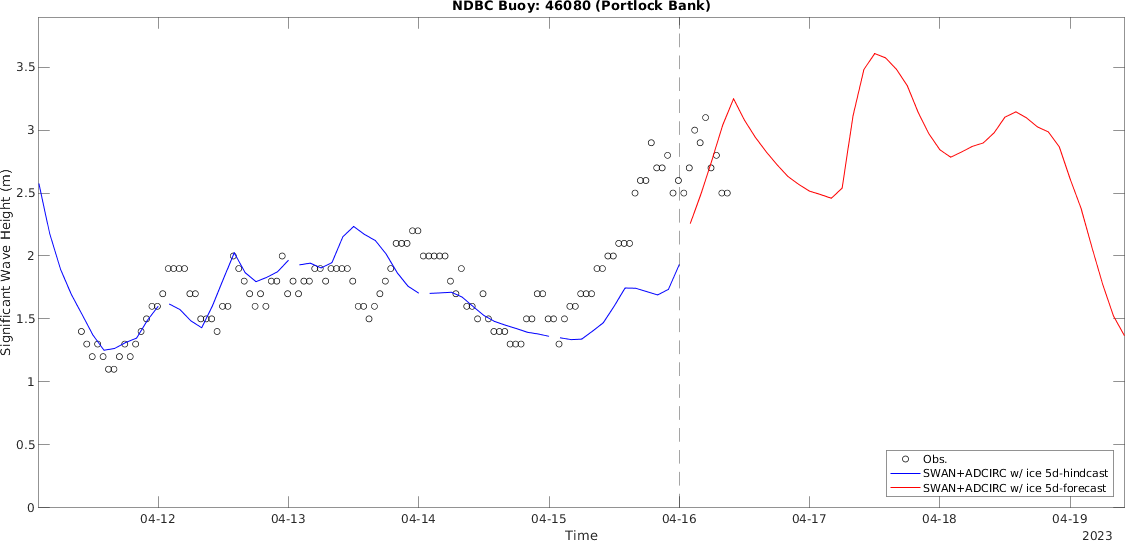 NDBC Buoy: 46080 (Portlock Bank)
Significant Wave Height (m)
3.5
3
2.5
2
1.5
1
0.5
0
Obs.
SWAN+ADCIRC w/ ice 5d-hindcast
SWAN+ADCIRC w/ ice 5d-forecast
04-12 04-13 04-14 04-15 04-16 04-17 04-18 04-19
Time
2023